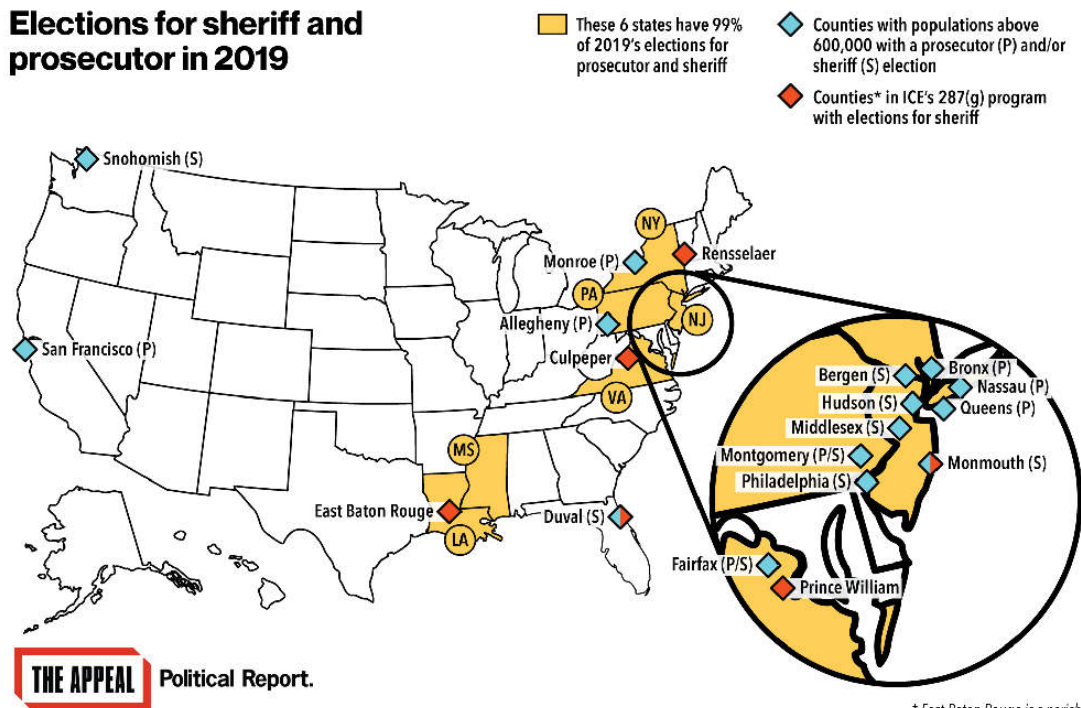 Elections for sheriff and
prosecutor in 2019
These 6 states have 99%
of 2019's elections for
prosecutor and sheriff
Counties with populations above
600,000 with a prosecutor (P) and/or
sheriff (S) election
Counties* in ICE's 287(g) program
with elections for sheriff
Snohomish (S)
NY
Monroe (P)
Rensselaer
PA
NJ
Allegheny (P)
San Francisco (P)
Culpeper
VA
MS
East Baton Rouge
LA
Duval (S)
Bergen (S)
Bronx (P)
Nassau (P)
Hudson (S)
Queens (P)
Middlesex (S)
Montgomery (P/S)
Monmouth (S)
Philadelphia (S)
Fairfax (P/S)
Prince William
THE APPEAL Political Report.